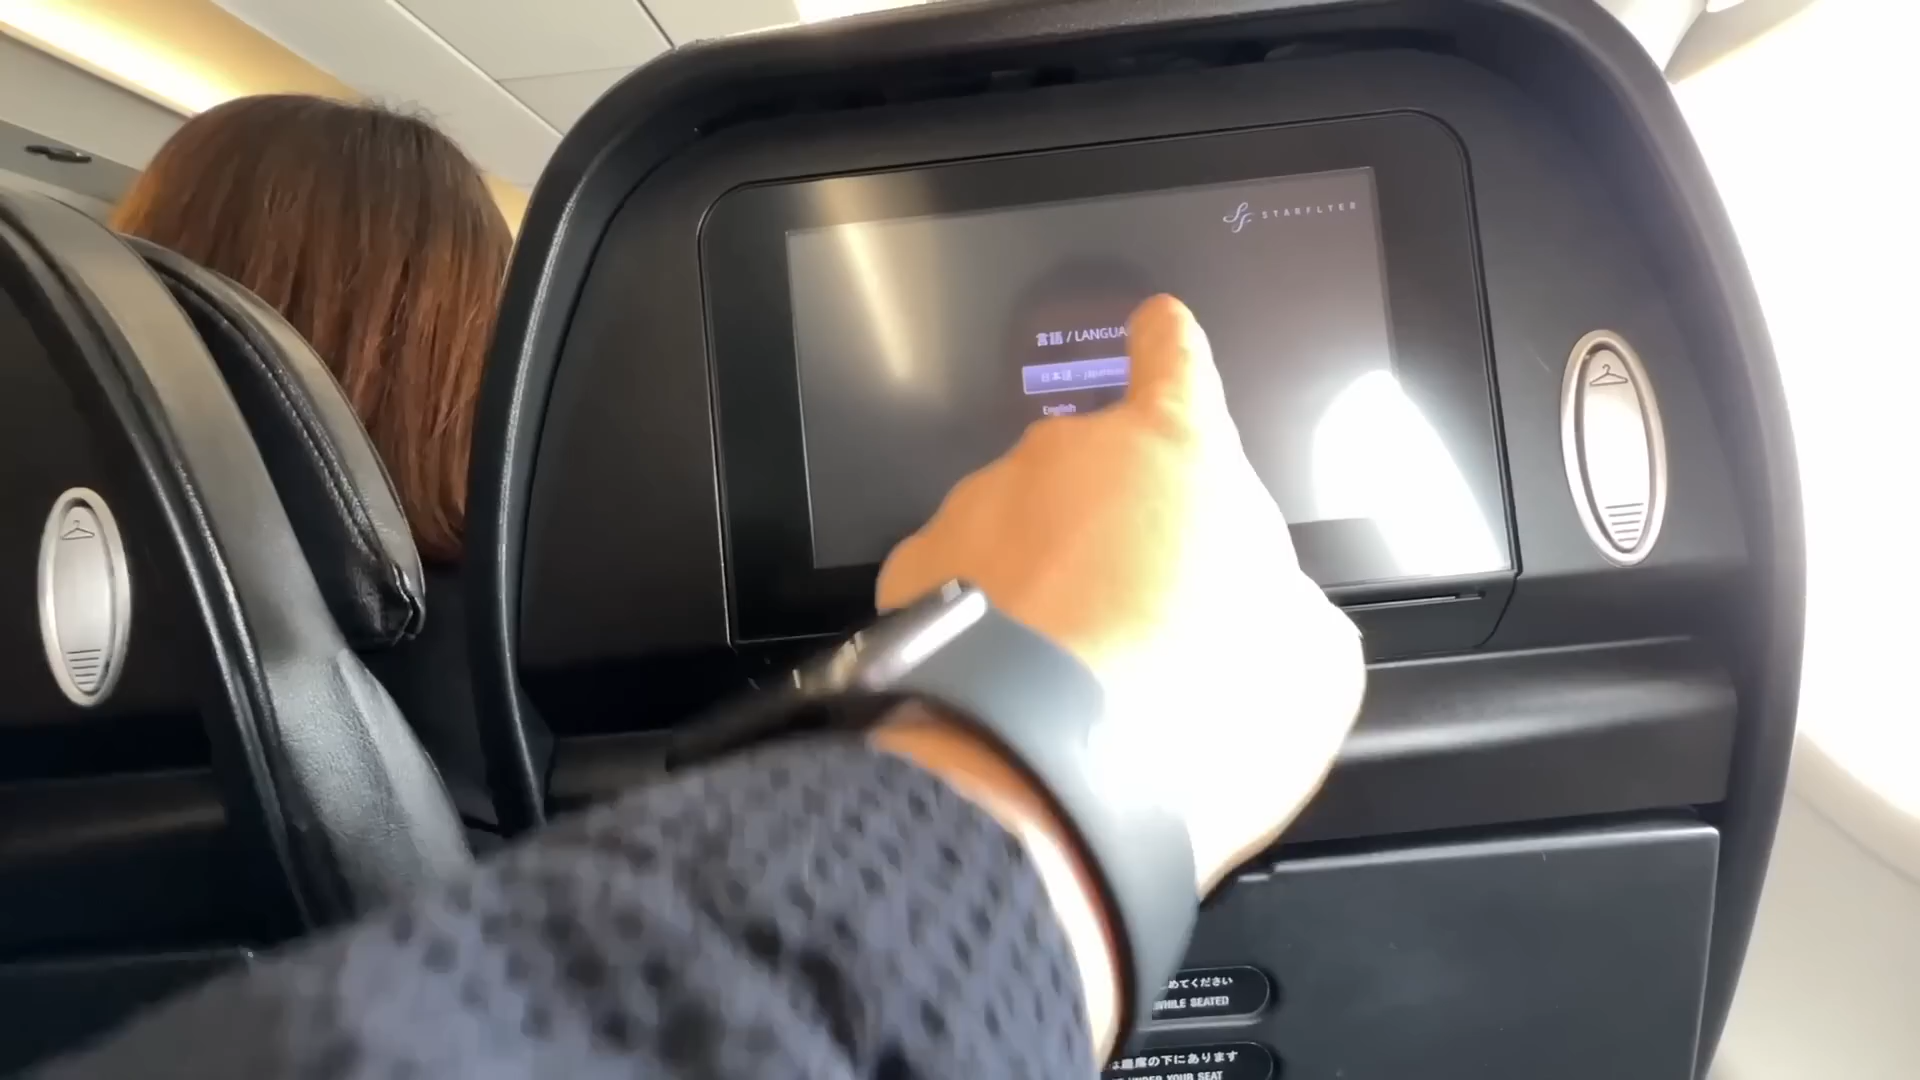 STARFLYER
言語 / LANGUA
日本語 - Japanese
English
めてください
WHILE SEATED
は座席の下にあります
UNDER YOUR SEAT